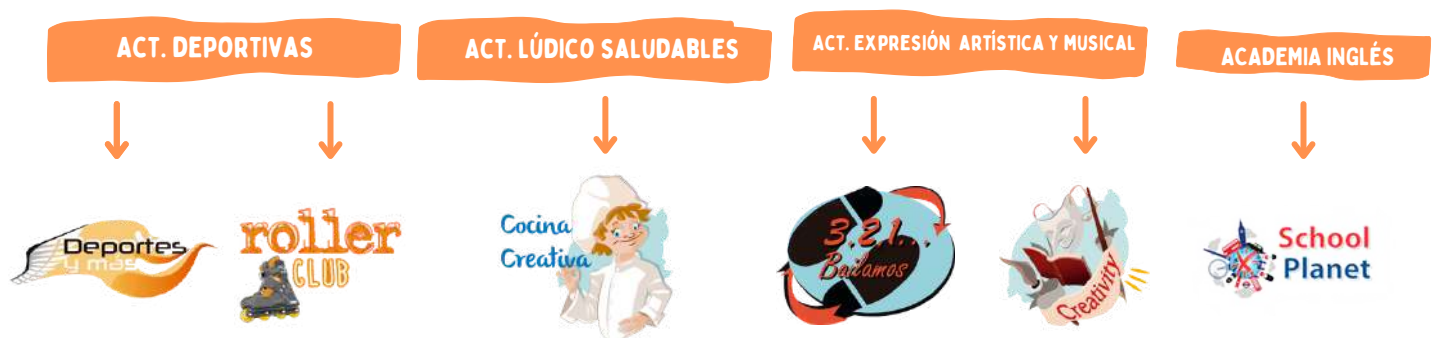 ACT. DEPORTIVAS
ACT. LÚDICO SALUDABLES
ACT. EXPRESIÓN ARTÍSTICA Y MUSICAL
ACADEMIA INGLÉS
Deportes
y más
roller
CLUB
Cocina
Creativa
3,2,1...
Bailamos
Creativity
School
Planet